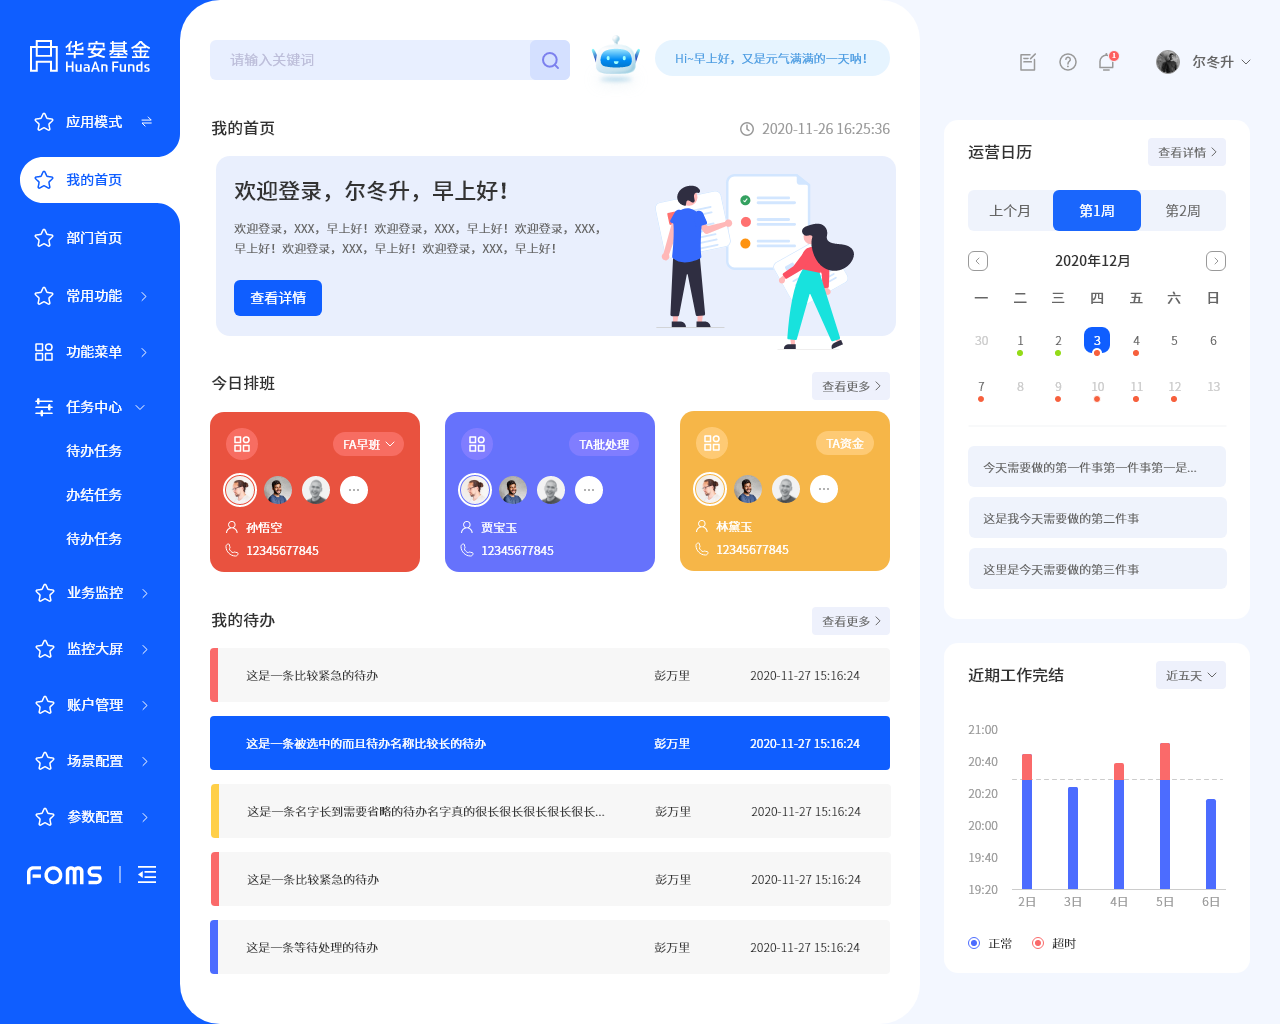 华安基金
HuaAn Funds
应用模式
我的首页
部门首页
常用功能
功能菜单
任务中心
待办任务
办结任务
待办任务
业务监控
监控大屏
账户管理
场景配置
参数配置
FOMS
请输入关键词
Hi~早上好，又是元气满满的一天呐！
1
尔冬升
我的首页
2020-11-26 16:25:36
欢迎登录，尔冬升，早上好！
欢迎登录，XXX，早上好！欢迎登录，XXX，早上好！欢迎登录，XXX，
早上好！欢迎登录，XXX，早上好！欢迎登录，XXX，早上好！
查看详情
今日排班
查看更多
FA早班
孙悟空
12345677845
TA批处理
贾宝玉
12345677845
TA资金
林黛玉
12345677845
我的待办
查看更多
这是一条比较紧急的待办 彭万里 2020-11-27 15:16:24
这是一条被选中的而且待办名称比较长的待办 彭万里 2020-11-27 15:16:24
这是一条名字长到需要省略的待办名字真的很长很长很长很长很长... 彭万里 2020-11-27 15:16:24
这是一条比较紧急的待办 彭万里 2020-11-27 15:16:24
这是一条等待处理的待办 彭万里 2020-11-27 15:16:24
运营日历
查看详情
上个月 第1周 第2周
2020年12月
一 二 三 四 五 六 日
30 1 2 3 4 5 6
7 8 9 10 11 12 13
今天需要做的第一件事第一件事第一是...
这是我今天需要做的第二件事
这里是今天需要做的第三件事
近期工作完结
近五天
21:00
20:40
20:20
20:00
19:40
19:20
2日 3日 4日 5日 6日
正常 超时